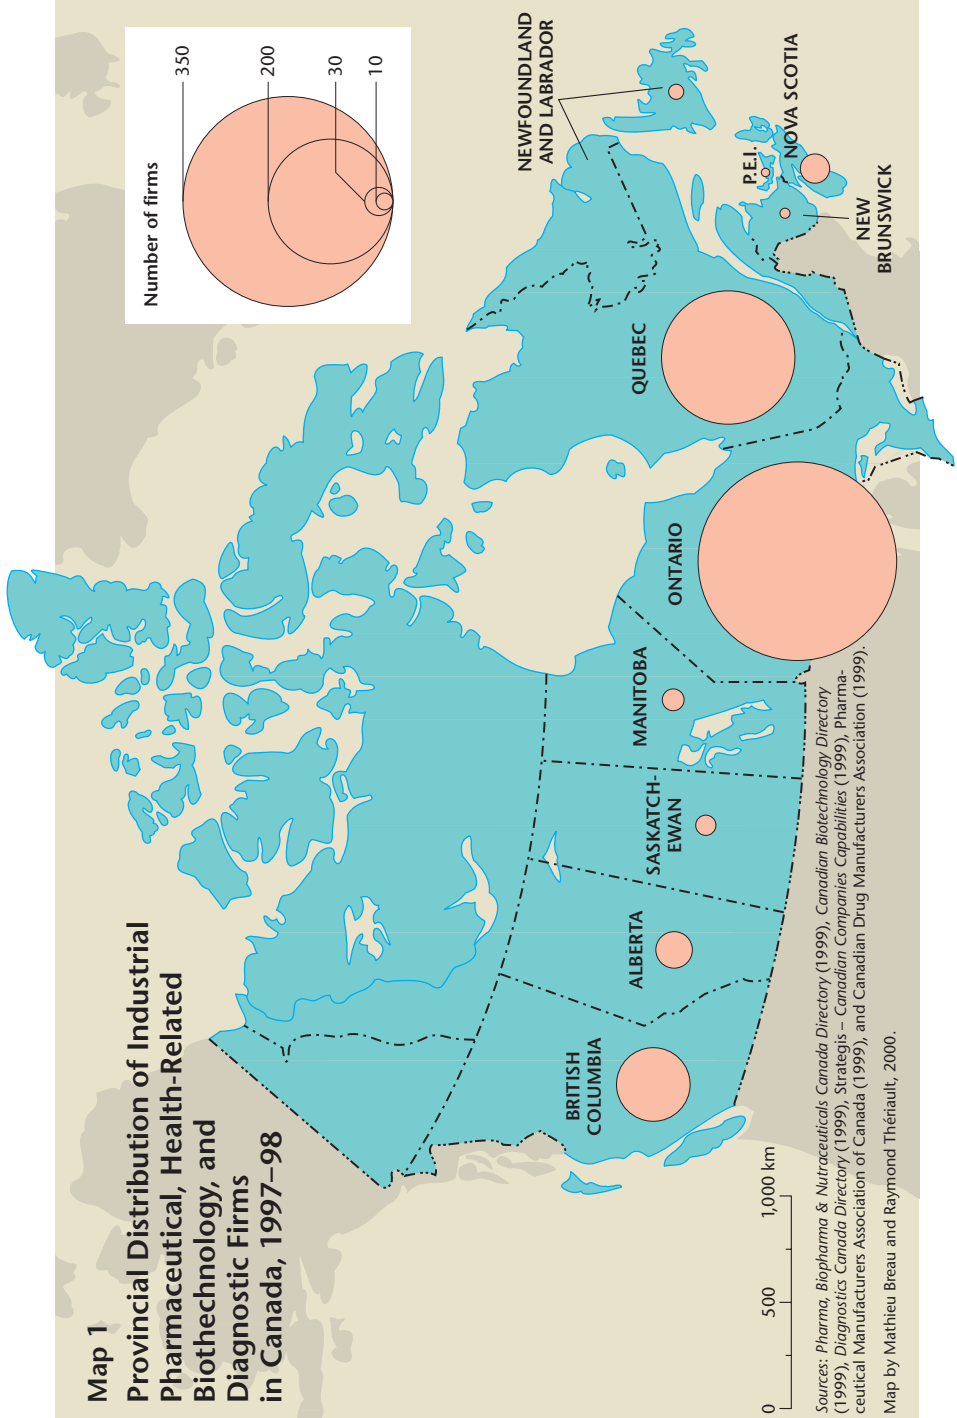 Map 1
Provincial Distribution of Industrial
Pharmaceutical, Health-Related
Biothechnology, and
Diagnostic Firms
in Canada, 1997–98
Number of firms
350
200
30
10
NEWFOUNDLAND
AND LABRADOR
P.E.I.
NOVA SCOTIA
NEW
BRUNSWICK
QUEBEC
ONTARIO
MANITOBA
SASKATCH-
EWAN
ALBERTA
BRITISH
COLUMBIA
0 500 1,000 km
Sources: Pharma, Biopharma & Nutraceuticals Canada Directory (1999), Canadian Biotechnology Directory
(1999), Diagnostics Canada Directory (1999), Strategis – Canadian Companies Capabilities (1999), Pharma-
ceutical Manufacturers Association of Canada (1999), and Canadian Drug Manufacturers Association (1999).
Map by Mathieu Breau and Raymond Thériault, 2000.